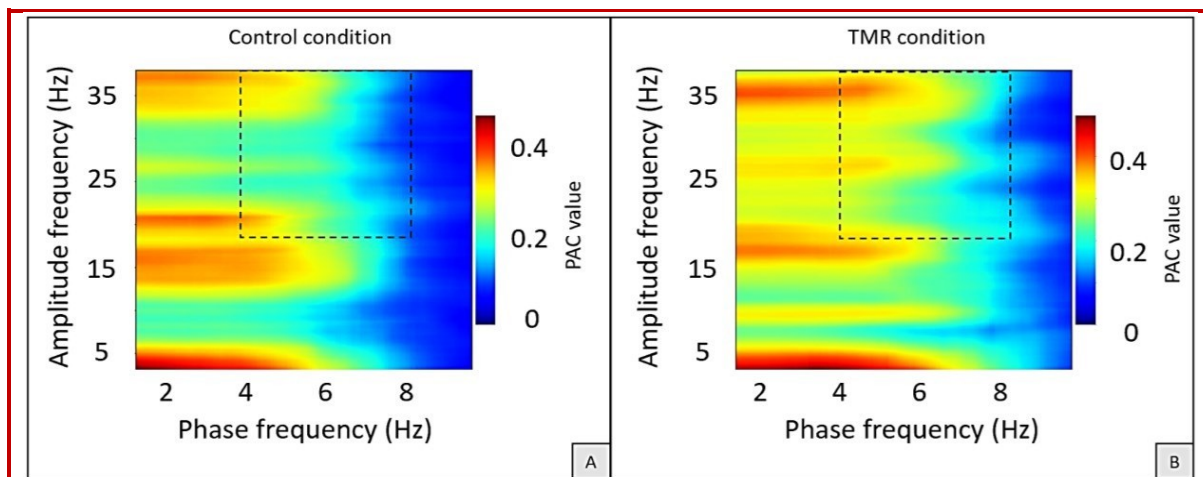 Control condition
Amplitude frequency (Hz)
35
25
15
5
2 4 6 8
Phase frequency (Hz)
0.4
0.2
0
PAC value
A
TMR condition
Amplitude frequency (Hz)
35
25
15
5
2 4 6 8
Phase frequency (Hz)
0.4
0.2
0
PAC value
B